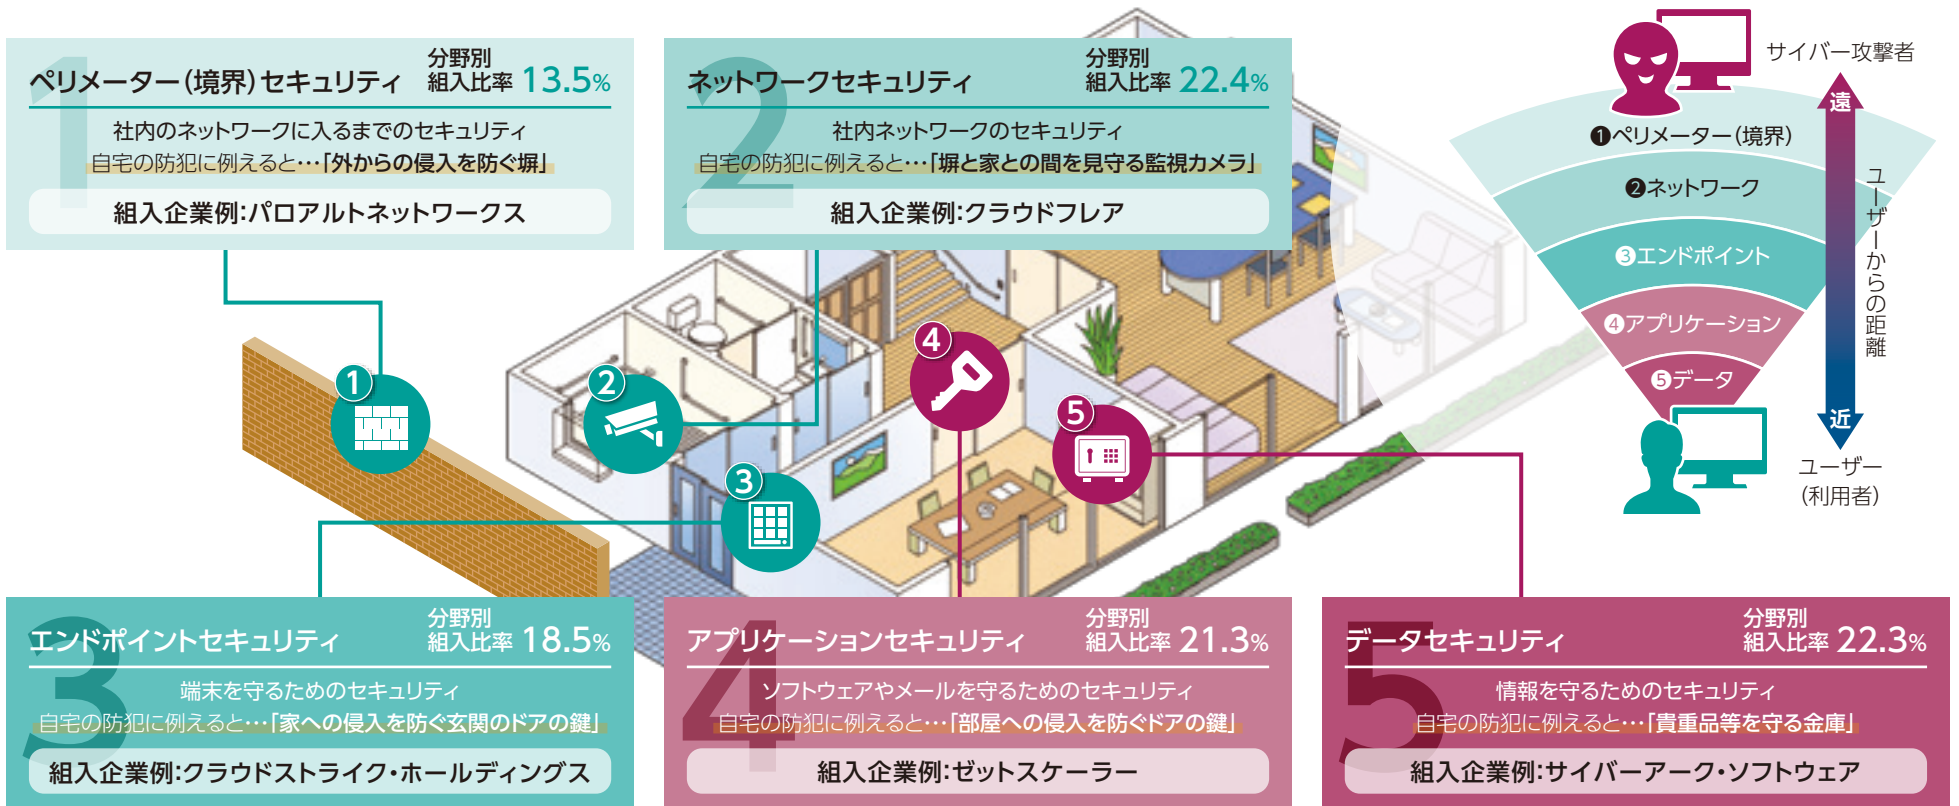 1
ペリメーター(境界)セキュリティ
分野別
組入比率 13.5%
社内のネットワークに入るまでのセキュリティ
自宅の防犯に例えると…「外からの侵入を防ぐ塀」
組入企業例:パロアルトネットワークス
2
ネットワークセキュリティ
分野別
組入比率 22.4%
社内ネットワークのセキュリティ
自宅の防犯に例えると…「塀と家との間を見守る監視カメラ」
組入企業例:クラウドフレア
サイバー攻撃者
遠
❶ペリメーター(境界)
❷ネットワーク
❸エンドポイント
❹アプリケーション
❺データ
ユーザーからの距離
近
ユーザー
(利用者)
1
2
3
4
5
3
エンドポイントセキュリティ
分野別
組入比率 18.5%
端末を守るためのセキュリティ
自宅の防犯に例えると…「家への侵入を防ぐ玄関のドアの鍵」
組入企業例:クラウドストライク・ホールディングス
4
アプリケーションセキュリティ
分野別
組入比率 21.3%
ソフトウェアやメールを守るためのセキュリティ
自宅の防犯に例えると…「部屋への侵入を防ぐドアの鍵」
組入企業例:ゼットスケーラー
5
データセキュリティ
分野別
組入比率 22.3%
情報を守るためのセキュリティ
自宅の防犯に例えると…「貴重品等を守る金庫」
組入企業例:サイバーアーク・ソフトウェア